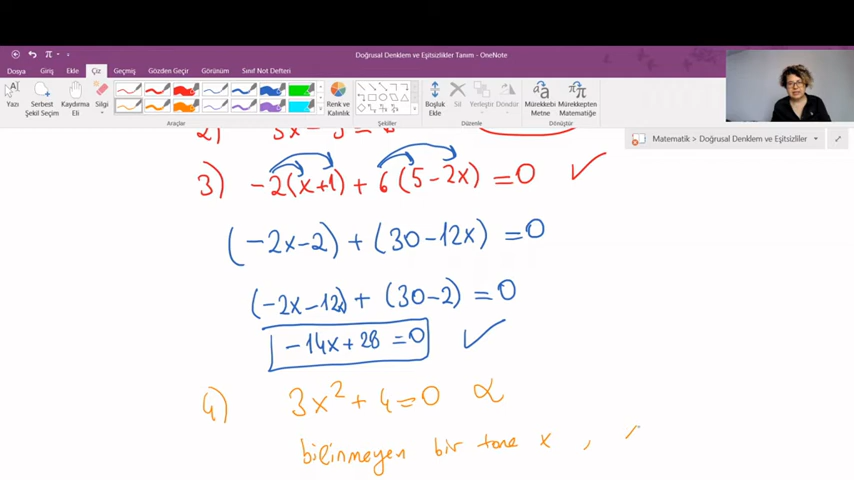 Doğrusal Denklem ve Eşitsizlikler Tanım - OneNote
Dosya Giriş Ekle Çiz Geçmiş Gözden Geçir Görünüm Sınıf Not Defteri
Yazı Serbest Şekil Seçim Kaydırma Eli Silgi Renk ve Kalınlık Boşluk Ekle Sil Yerleştir Döndür Mürekkebi Metne Mürekkepten Matematiğe
Araçlar Şekiller Düzenle Dönüştür
Matematik > Doğrusal Denklem ve Eşitsizlikler
3) -2(x+1) + 6(5-2x) = 0 ✓
(-2x-2) + (30-12x) = 0
(-2x-12x) + (30-2) = 0
-14x+28 = 0 ✓
4) 3x² + 4 = 0
bilinmeyen bir tane x ,